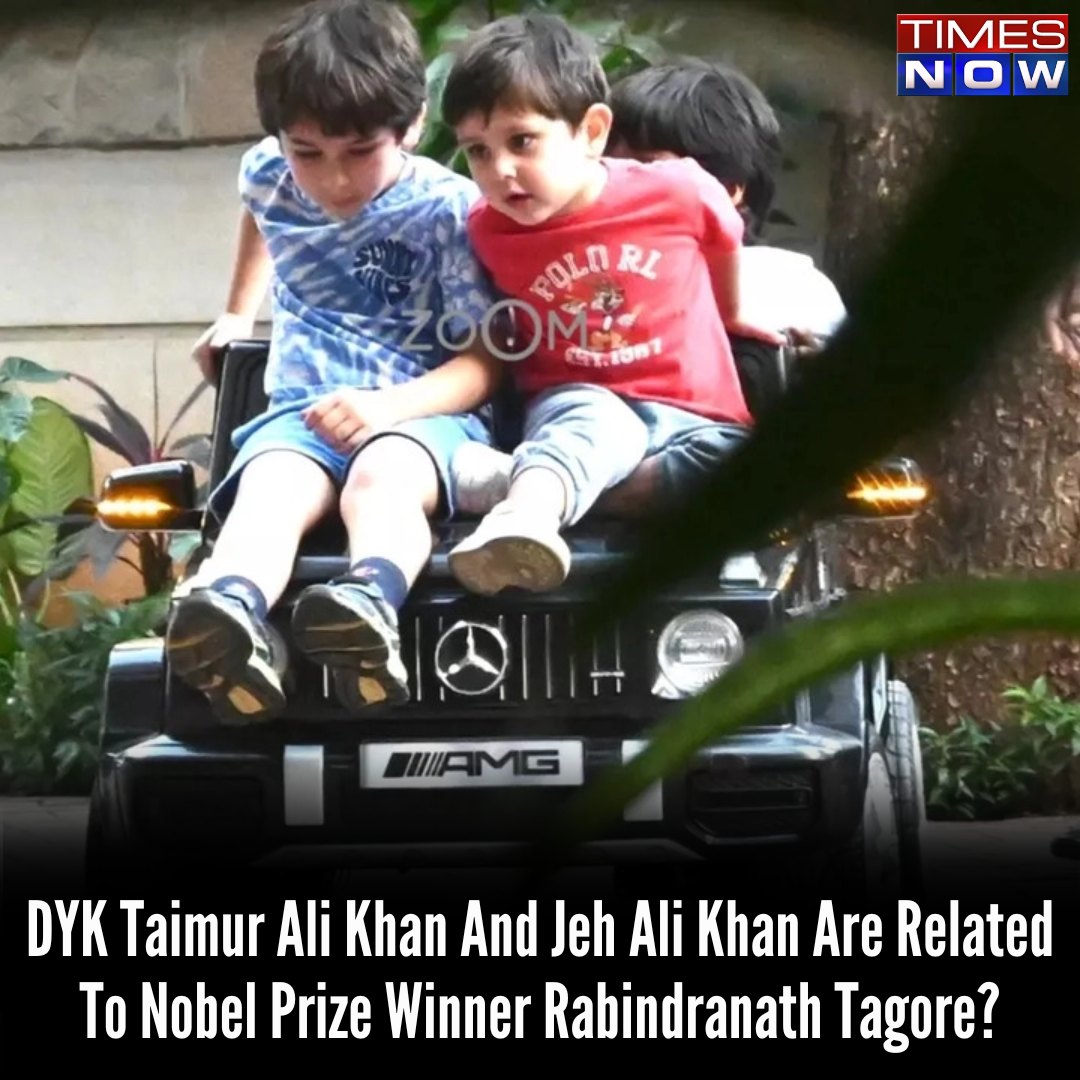 TIMES
NOW
POLO RL
ZOOM
AMG
DYK Taimur Ali Khan And Jeh Ali Khan Are Related
To Nobel Prize Winner Rabindranath Tagore?